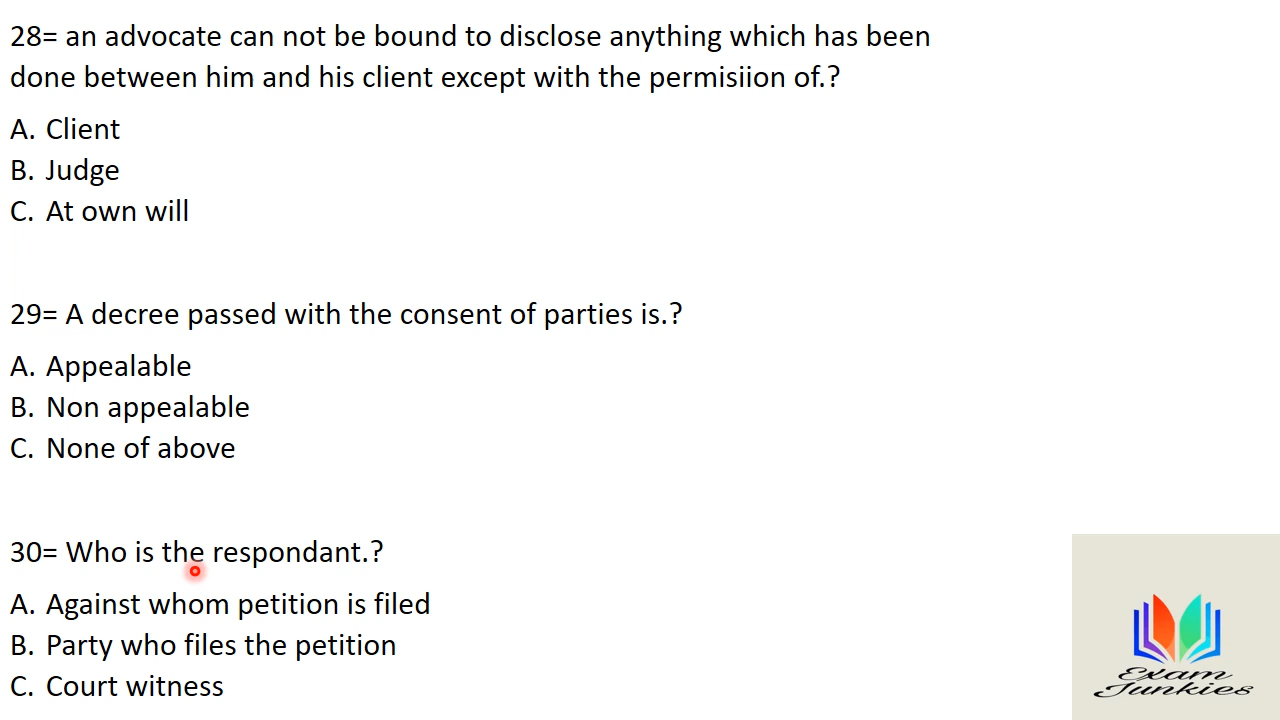 28= an advocate can not be bound to disclose anything which has been
done between him and his client except with the permisiion of.?
A. Client
B. Judge
C. At own will
29= A decree passed with the consent of parties is.?
A. Appealable
B. Non appealable
C. None of above
30= Who is the respondant.?
A. Against whom petition is filed
B. Party who files the petition
C. Court witness
Exam
Junkies